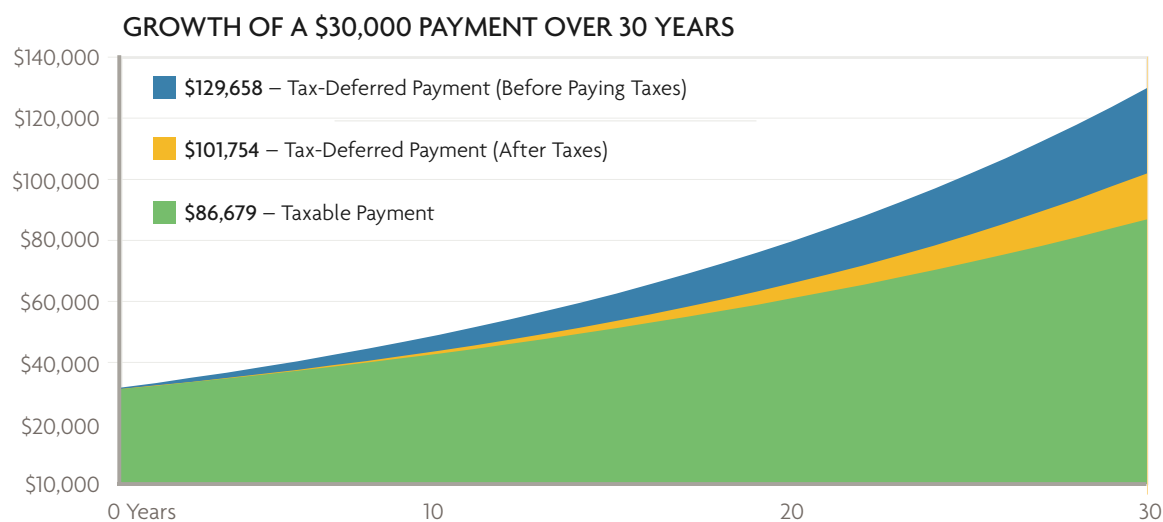 GROWTH OF A $30,000 PAYMENT OVER 30 YEARS
$140,000
$129,658 – Tax-Deferred Payment (Before Paying Taxes)
$120,000
$101,754 – Tax-Deferred Payment (After Taxes)
$100,000
$86,679 – Taxable Payment
$80,000
$60,000
$40,000
$20,000
$10,000
0 Years 10 20 30